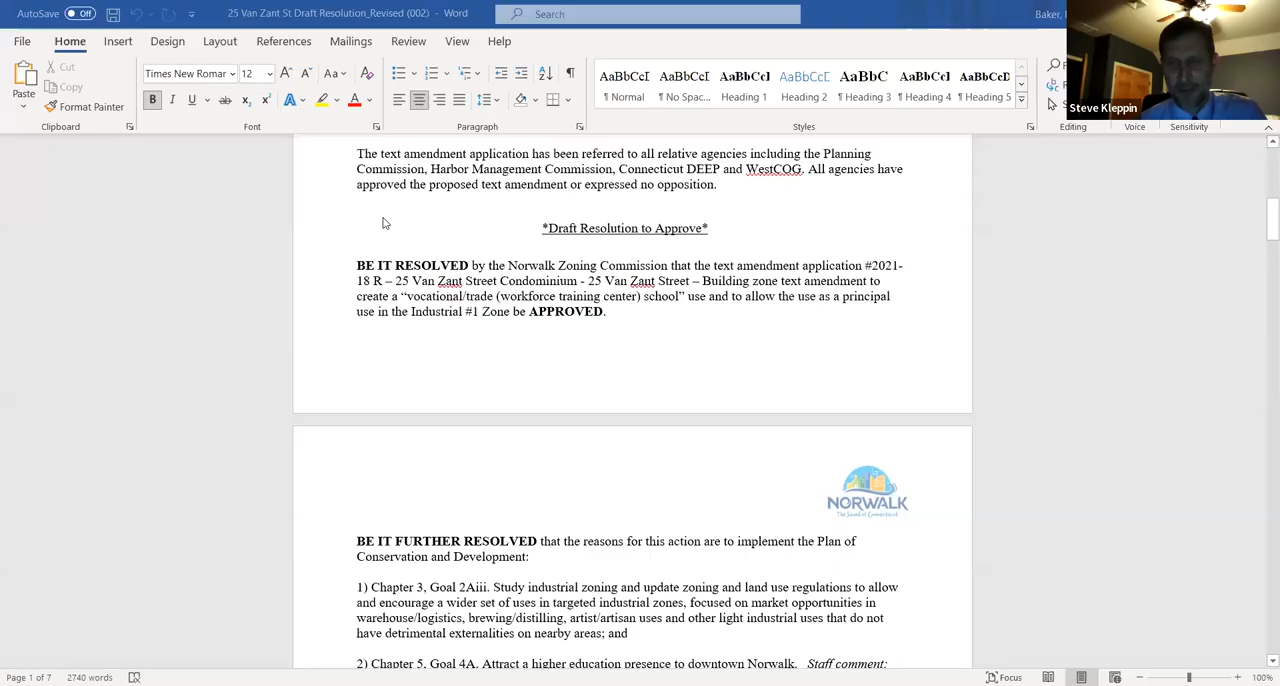 AutoSave Off 25 Van Zant St Draft Resolution_Revised (002) - Word Search Baker,
File Home Insert Design Layout References Mailings Review View Help
Paste Cut Copy Format Painter Times New Romar 12 Aa
AaBbCcI AaBbCcI AaBbCcI AaBbCcD AaBbC AaBbCcI AaBbCcD
¶ Normal ¶ No Spac... Heading 1 Heading 2 ¶ Heading 3 ¶ Heading 4 ¶ Heading 5
Steve Kleppin
Clipboard Font Paragraph Styles Editing Voice Sensitivity
The text amendment application has been referred to all relative agencies including the Planning
Commission, Harbor Management Commission, Connecticut DEEP and WestCOG. All agencies have
approved the proposed text amendment or expressed no opposition.
*Draft Resolution to Approve*
BE IT RESOLVED by the Norwalk Zoning Commission that the text amendment application #2021-
18 R – 25 Van Zant Street Condominium - 25 Van Zant Street – Building zone text amendment to
create a “vocational/trade (workforce training center) school” use and to allow the use as a principal
use in the Industrial #1 Zone be APPROVED.
NORWALK
The Sound of Connecticut
BE IT FURTHER RESOLVED that the reasons for this action are to implement the Plan of
Conservation and Development:
1) Chapter 3, Goal 2Aiii. Study industrial zoning and update zoning and land use regulations to allow
and encourage a wider set of uses in targeted industrial zones, focused on market opportunities in
warehouse/logistics, brewing/distilling, artist/artisan uses and other light industrial uses that do not
have detrimental externalities on nearby areas; and
2) Chapter 5, Goal 4A. Attract a higher education presence to downtown Norwalk. Staff comment:
Page 1 of 7 2740 words Focus 100%